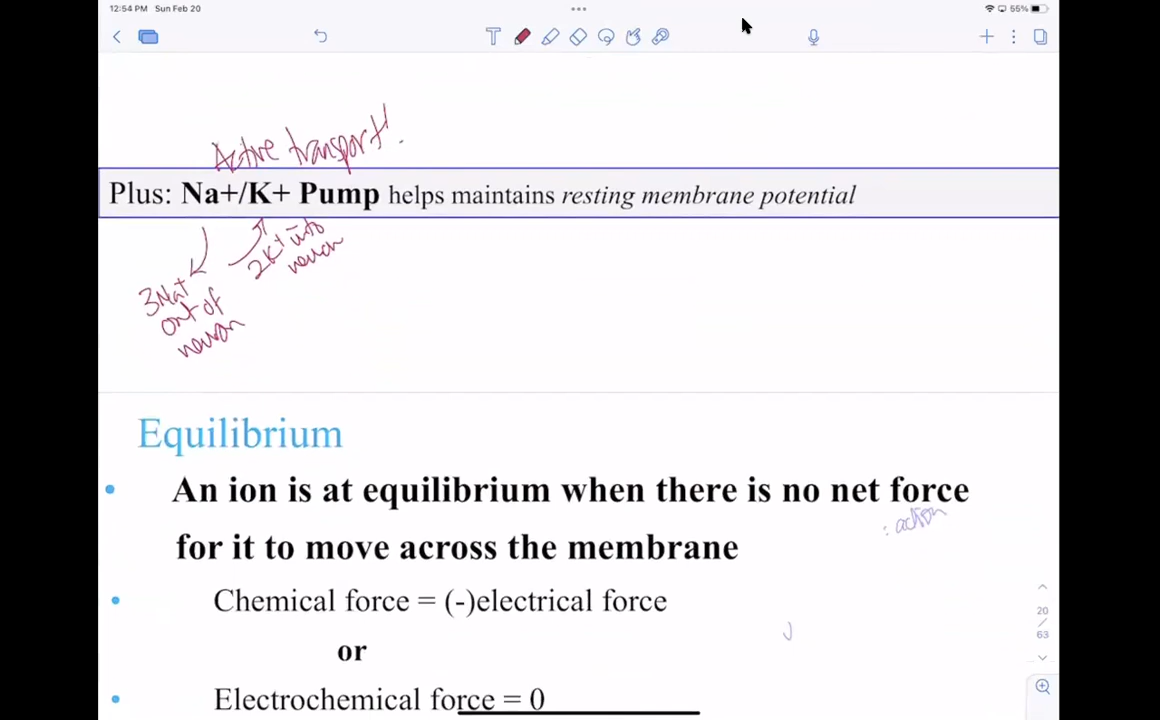 12:54 PM Sun Feb 20
55%
Active transport!
Plus: Na+/K+ Pump helps maintains resting membrane potential
2K+ into
neuron
3Na+
out of
neuron
Equilibrium
• An ion is at equilibrium when there is no net force
: action
for it to move across the membrane
• Chemical force = (-)electrical force
or
• Electrochemical force = 0
20
/
63